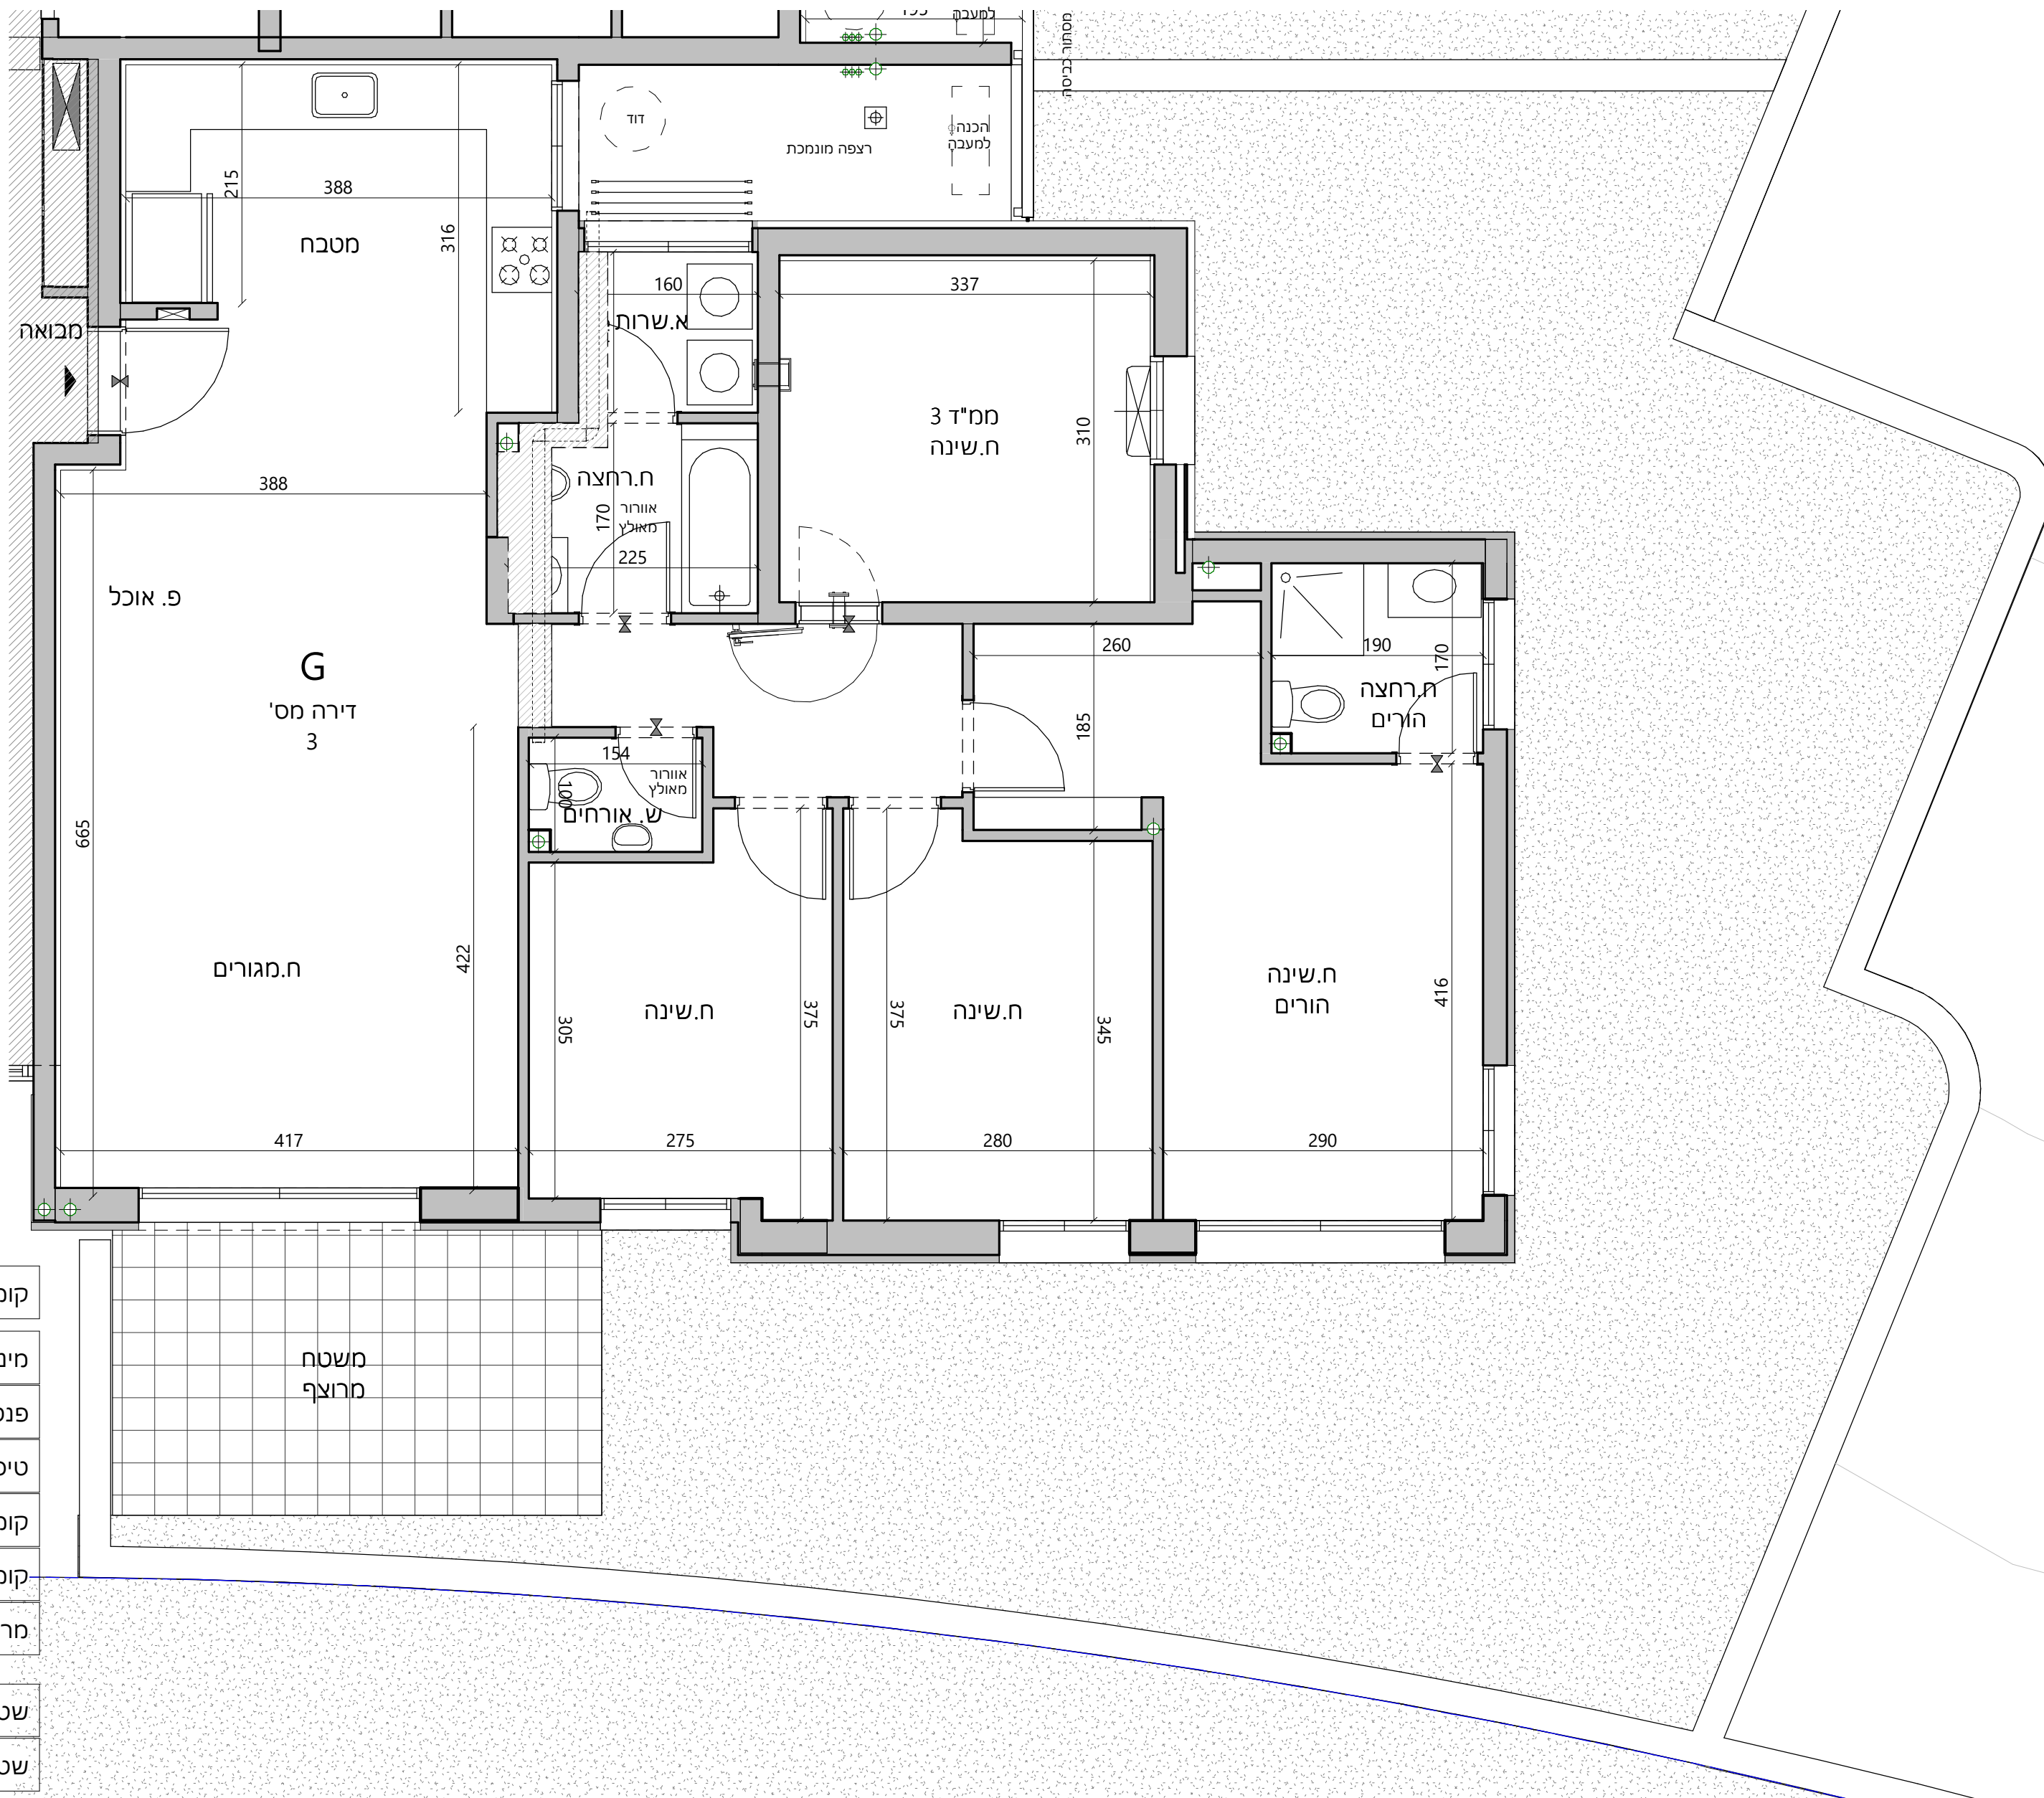 למעבה
מסתור כביסה
דוד
רצפה מונמכת
הכנה
למעבה
215
388
316
מטבח
160
337
א.שרות
מבואה
ממ"ד 3
ח.שינה
310
388
ח.רחצה
אוורור
מאולץ
170
225
פ. אוכל
G
דירה מס'
3
260
190
170
ח.רחצה
הורים
185
154
אוורור
מאולץ
100
ש. אורחים
665
422
ח.מגורים
305
ח.שינה
375
375
ח.שינה
345
ח.שינה
הורים
416
417
275
280
290
משטח
מרוצף